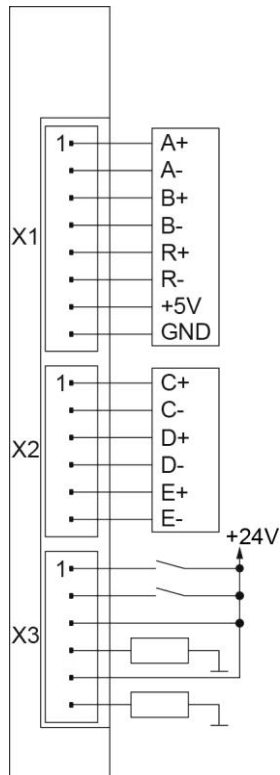 X1
1
A+
A-
B+
B-
R+
R-
+5V
GND
X2
1
C+
C-
D+
D-
E+
E-
+24V
X3
1